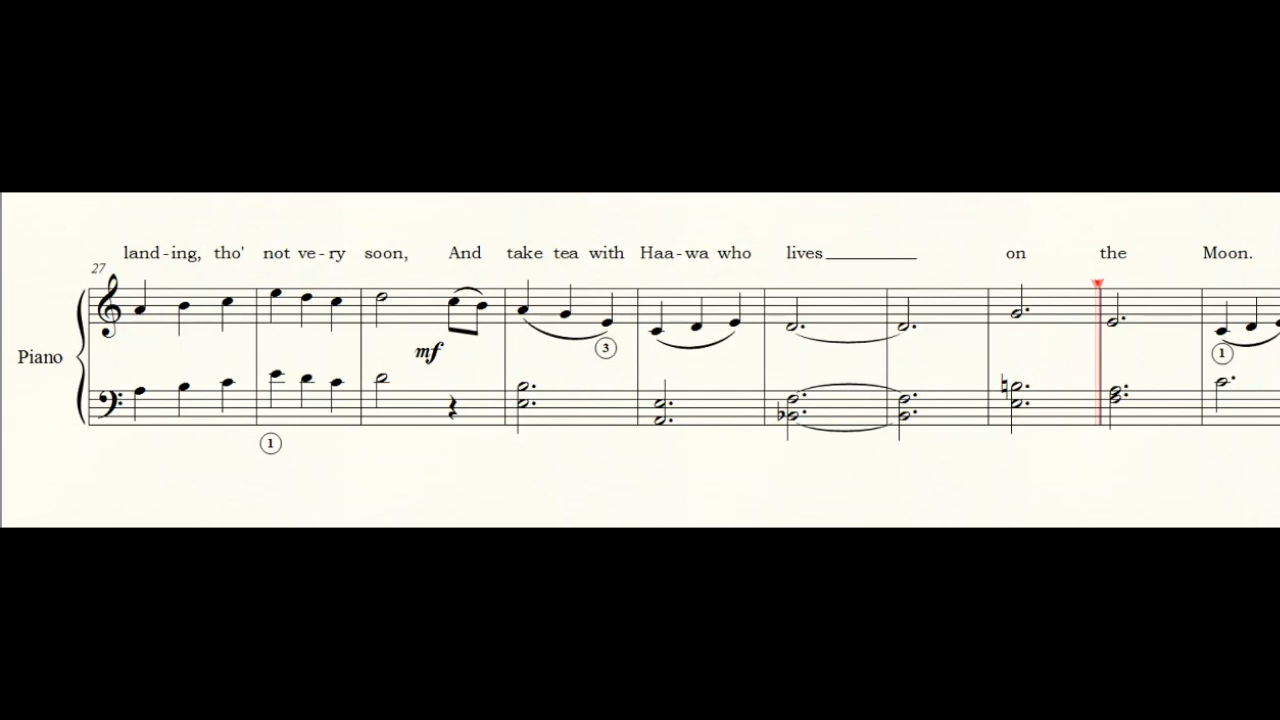 land-ing, tho' not ve-ry soon, And take tea with Haa-wa who lives__________ on the Moon.
27
mf
3
1
Piano
1